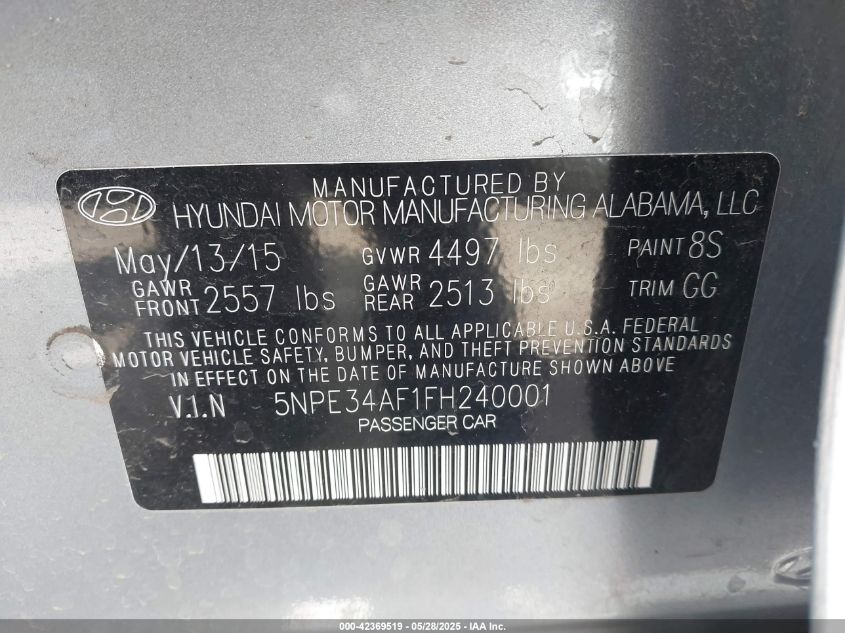 MANUFACTURED BY
HYUNDAI MOTOR MANUFACTURING ALABAMA, LLC
May/13/15 GVWR 4497 lbs PAINT 8S
GAWR FRONT 2557 lbs GAWR REAR 2513 lbs TRIM GG
THIS VEHICLE CONFORMS TO ALL APPLICABLE U.S.A. FEDERAL
MOTOR VEHICLE SAFETY, BUMPER, AND THEFT PREVENTION STANDARDS
IN EFFECT ON THE DATE OF MANUFACTURE SHOWN ABOVE
V.I.N 5NPE34AF1FH240001
PASSENGER CAR
000-42369519 - 05/28/2025 - IAA Inc.